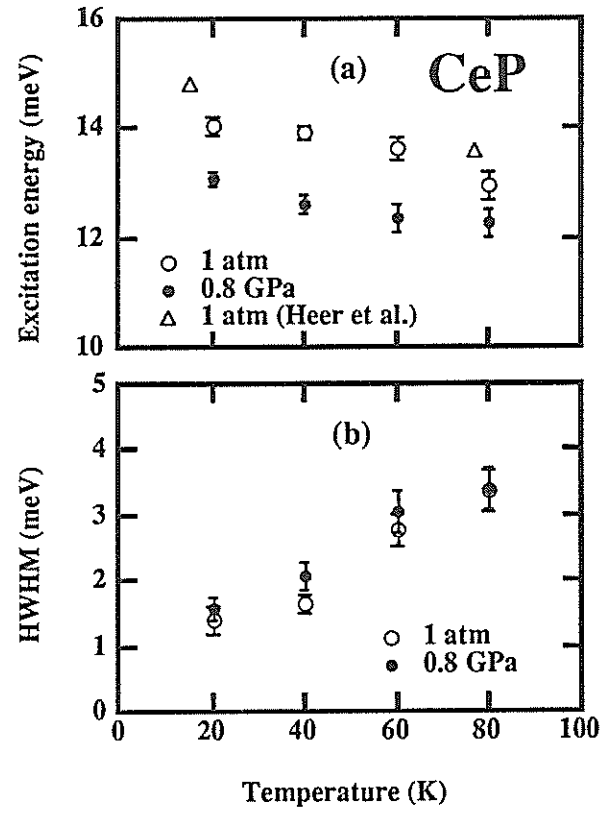 16
(a) CeP
14
12
Excitation energy (meV)
1 atm
0.8 GPa
1 atm (Heer et al.)
10
5
(b)
4
3
HWHM (meV)
2
1 atm
1
0.8 GPa
0
0 20 40 60 80 100
Temperature (K)